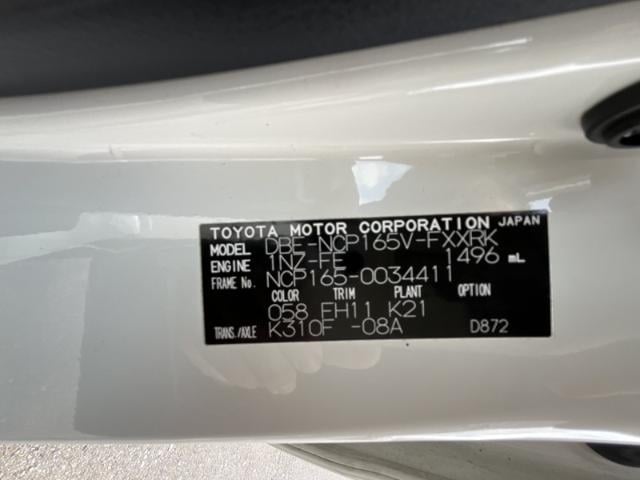 TOYOTA MOTOR CORPORATION JAPAN
MODEL DBE-NCP165V-FXXRK
ENGINE 1NZ-FE 1496 mL
FRAME No. NCP165-0034411
COLOR TRIM PLANT OPTION
058 EH11 K21
TRANS./AXLE K310F -08A D872